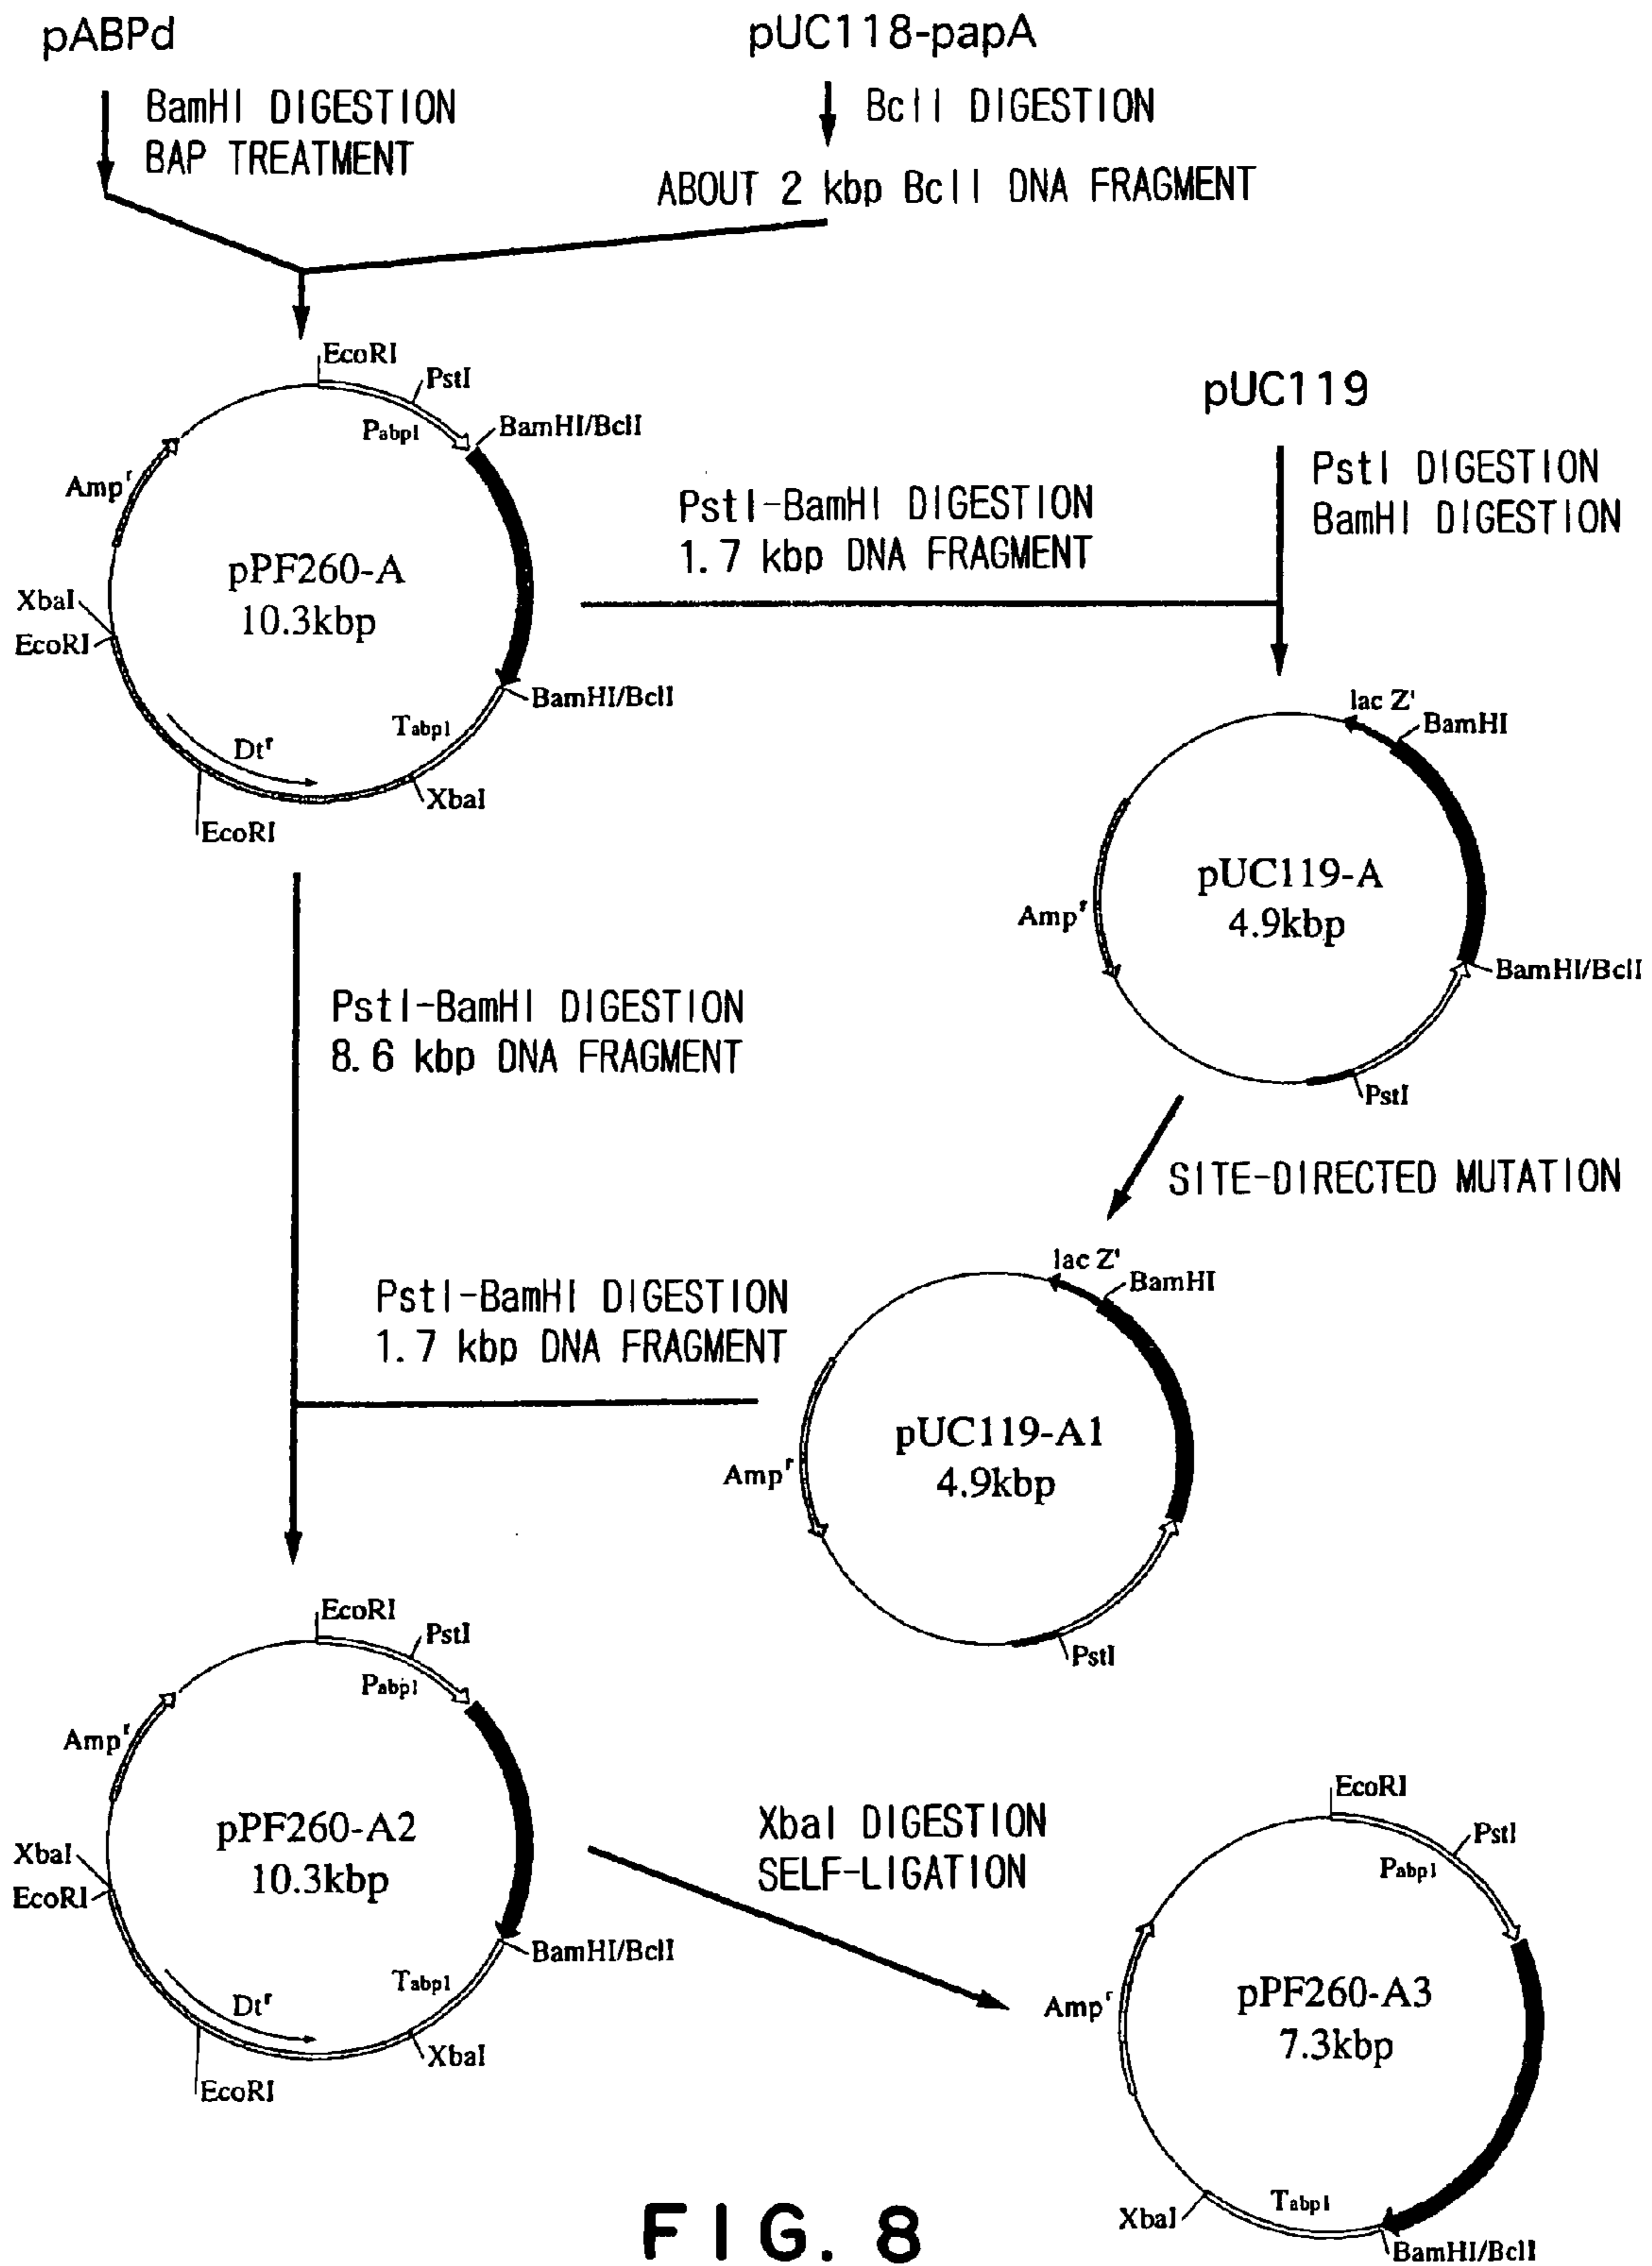 pABPd
pUC118-papA
BamHI DIGESTION
BAP TREATMENT
BclI DIGESTION
ABOUT 2 kbp BclI DNA FRAGMENT
EcoRI
PstI
Pabp1
BamHI/BclI
Ampr
pPF260-A
10.3kbp
XbaI
EcoRI
BamHI/BclI
Tabp1
Dtr
XbaI
EcoRI
pUC119
PstI DIGESTION
BamHI DIGESTION
PstI-BamHI DIGESTION
1.7 kbp DNA FRAGMENT
lac Z'
BamHI
pUC119-A
4.9kbp
Ampr
BamHI/BclI
PstI
PstI-BamHI DIGESTION
8.6 kbp DNA FRAGMENT
SITE-DIRECTED MUTATION
lac Z'
BamHI
PstI-BamHI DIGESTION
1.7 kbp DNA FRAGMENT
pUC119-A1
4.9kbp
Ampr
PstI
EcoRI
PstI
Pabp1
Ampr
pPF260-A2
10.3kbp
XbaI
EcoRI
BamHI/BclI
Tabp1
Dtr
XbaI
EcoRI
XbaI DIGESTION
SELF-LIGATION
EcoRI
PstI
Pabp1
Ampr
pPF260-A3
7.3kbp
XbaI
Tabp1
BamHI/BclI
FIG. 8